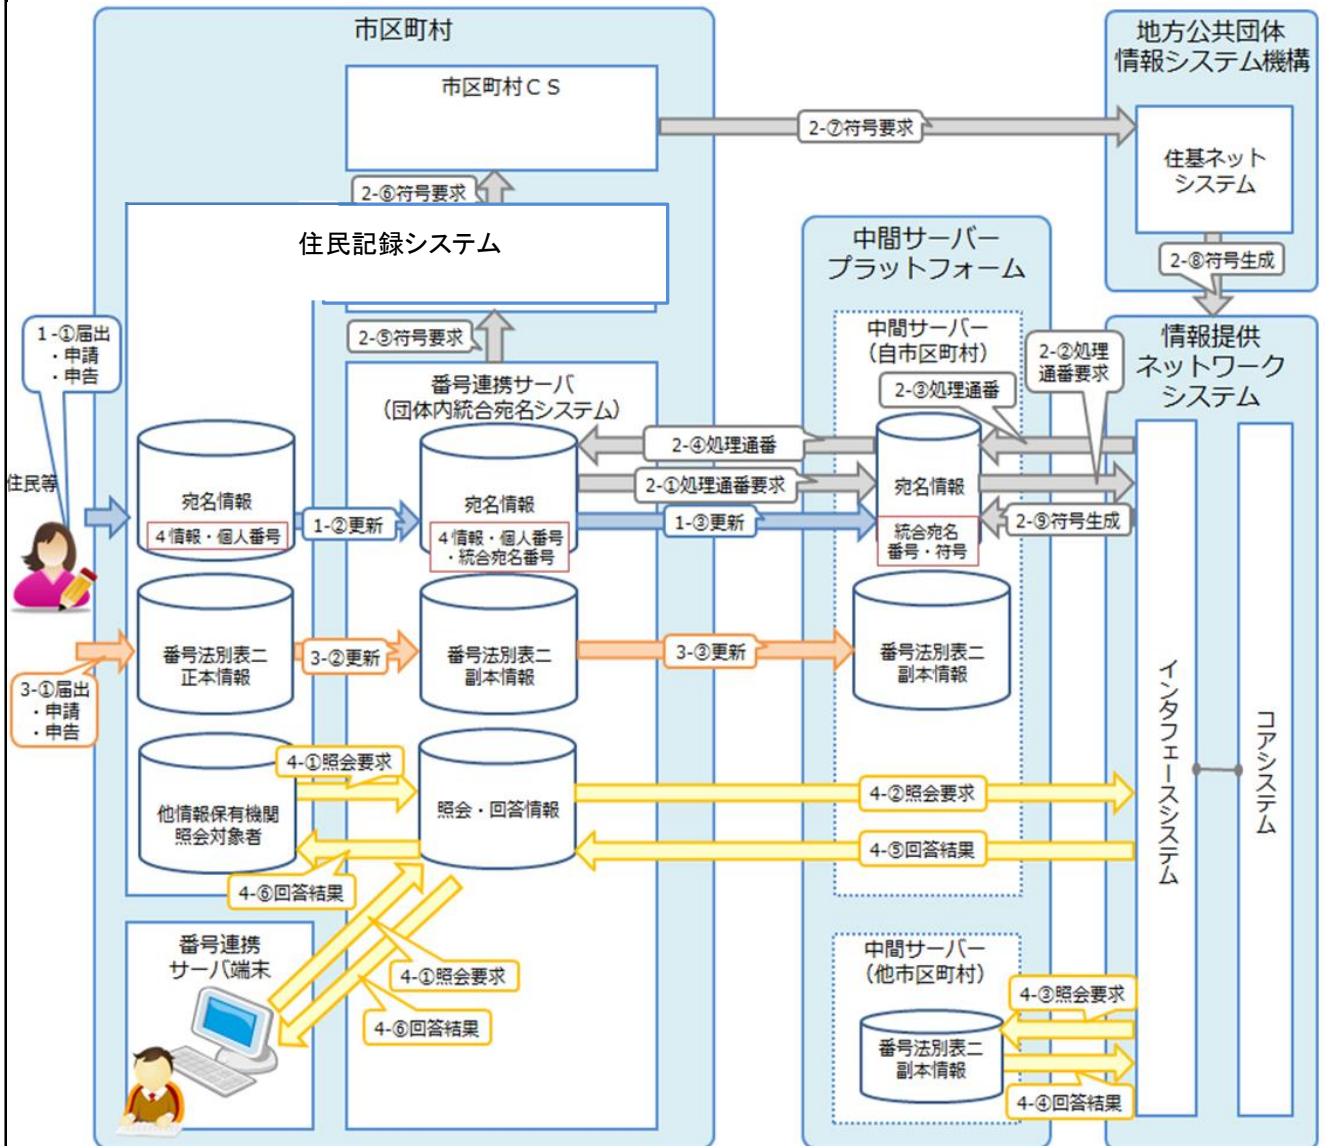 市区町村
地方公共団体
情報システム機構
市区町村ＣＳ
2-⑦符号要求
住基ネット
システム
2-⑥符号要求
住民記録システム
中間サーバー
プラットフォーム
2-⑧符号生成
1-①届出
・申請
・申告
2-⑤符号要求
中間サーバー
（自市区町村）
2-②処理
通番要求
情報提供
ネットワーク
システム
番号連携サーバ
（団体内統合宛名システム）
2-③処理通番
2-④処理通番
住民等
宛名情報
宛名情報
2-①処理通番要求
宛名情報
４情報・個人番号
1-②更新
４情報・個人番号
・統合宛名番号
1-③更新
統合宛名
番号・符号
2-⑨符号生成
番号法別表二
正本情報
3-②更新
番号法別表二
副本情報
3-③更新
番号法別表二
副本情報
3-①届出
・申請
・申告
インタフェースシステム
コアシステム
4-①照会要求
他情報保有機関
照会対象者
照会・回答情報
4-②照会要求
4-⑤回答結果
4-⑥回答結果
番号連携
サーバ端末
4-①照会要求
4-⑥回答結果
中間サーバー
（他市区町村）
4-③照会要求
番号法別表二
副本情報
4-④回答結果